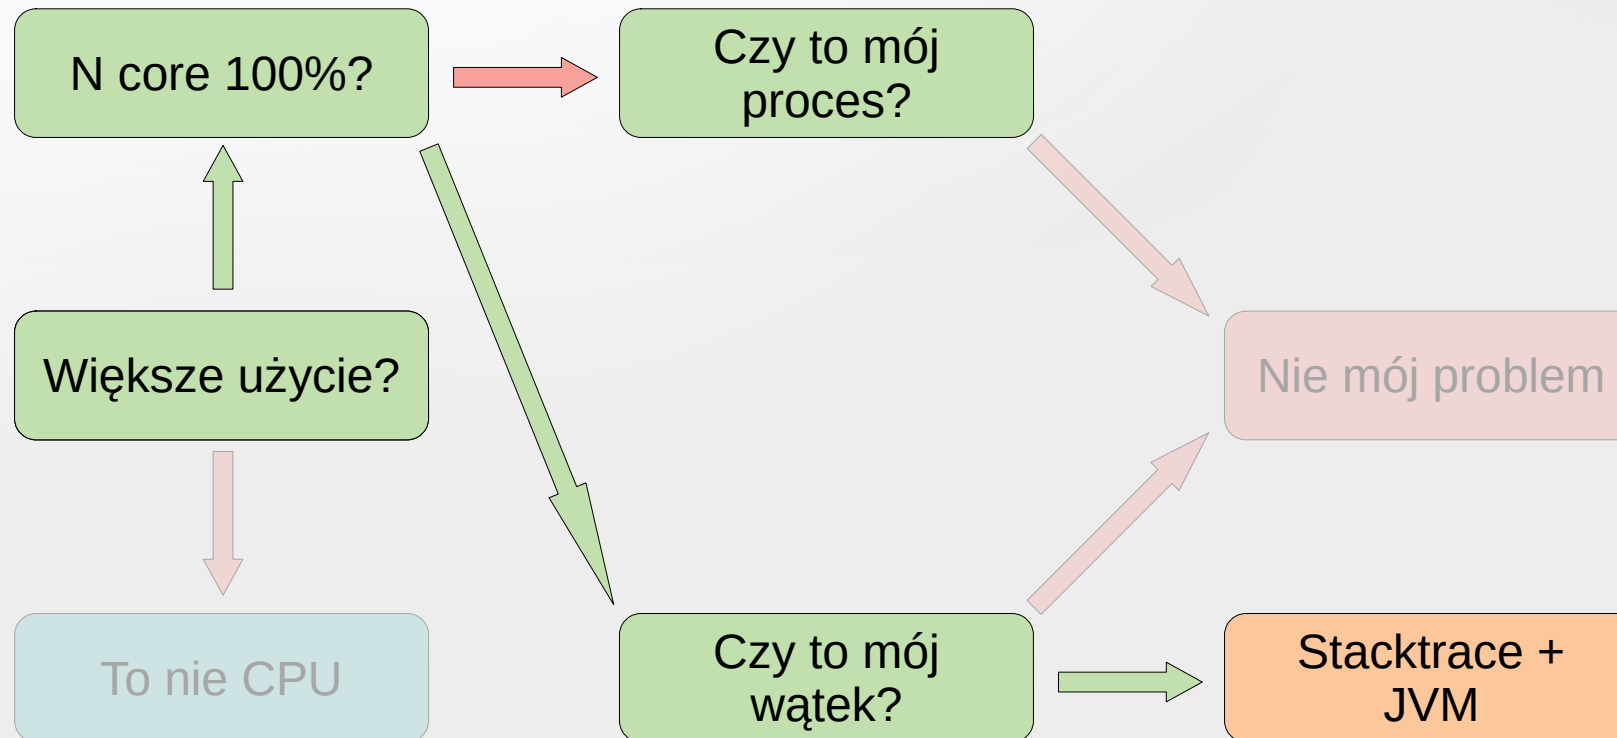 N core 100%?
Czy to mój
proces?
Większe użycie?
Nie mój problem
To nie CPU
Czy to mój
wątek?
Stacktrace +
JVM